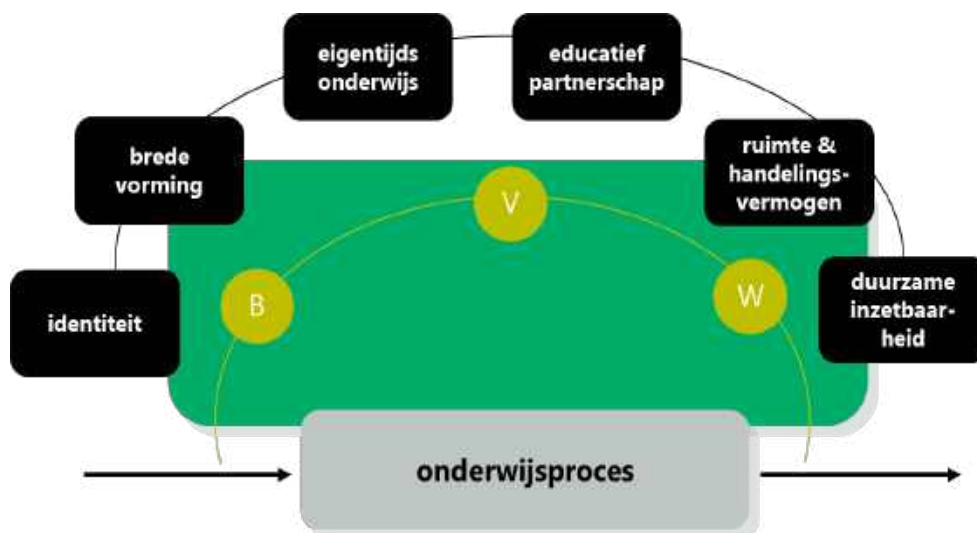 eigentijds
onderwijs
educatief
partnerschap
brede
vorming
ruimte &
handelings-
vermogen
identiteit
duurzame
inzetbaar-
heid
B
V
W
onderwijsproces